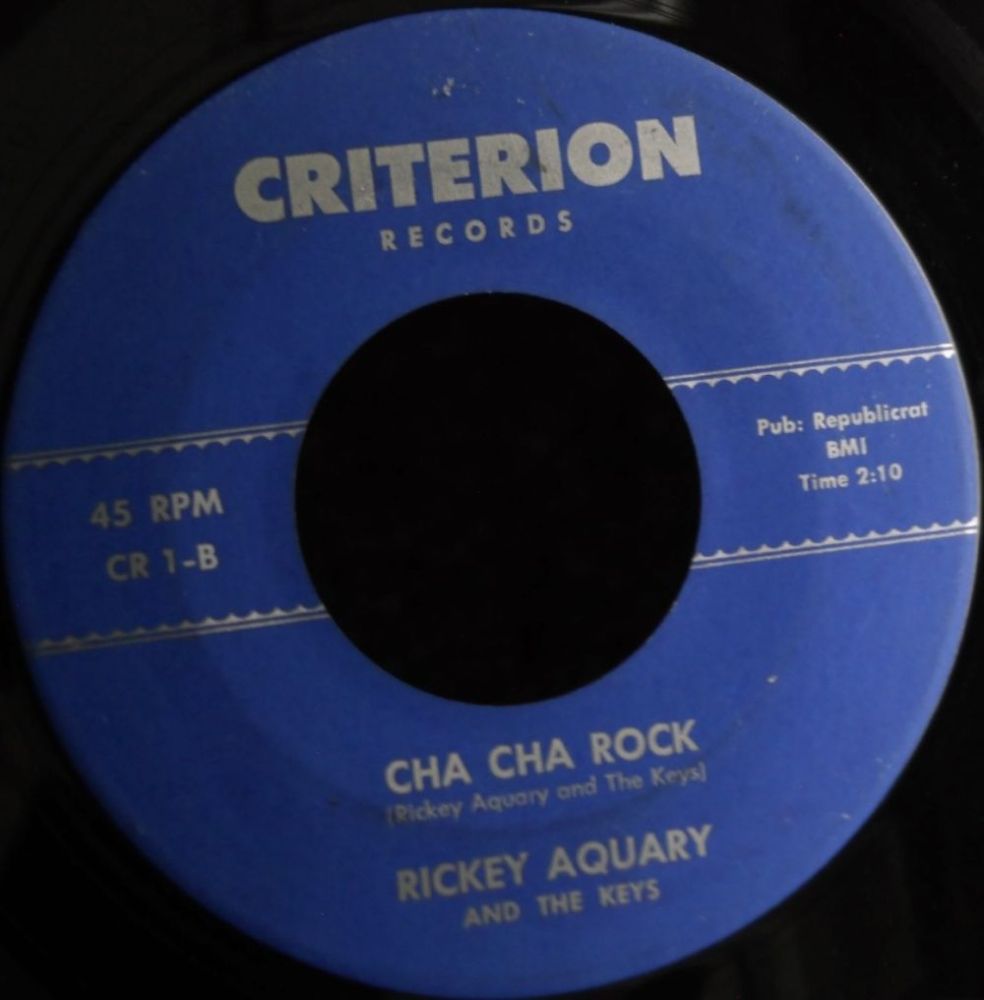 CRITERION
RECORDS
45 RPM
CR 1-B
Pub: Republicrat
BMI
Time 2:10
CHA CHA ROCK
(Rickey Aquary and The Keys)
RICKEY AQUARY
AND THE KEYS